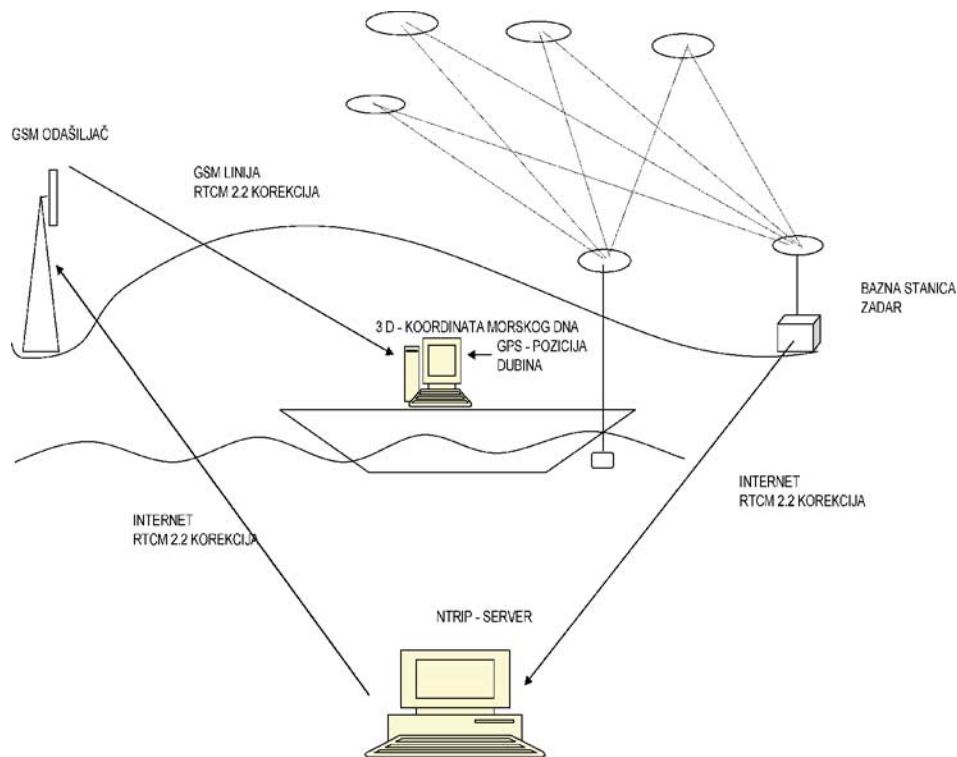 GSM ODAŠILJAČ
GSM LINIJA
RTCM 2.2 KOREKCIJA
BAZNA STANICA
ZADAR
3 D - KOORDINATA MORSKOG DNA
GPS - POZICIJA
DUBINA
INTERNET
RTCM 2.2 KOREKCIJA
INTERNET
RTCM 2.2 KOREKCIJA
NTRIP - SERVER